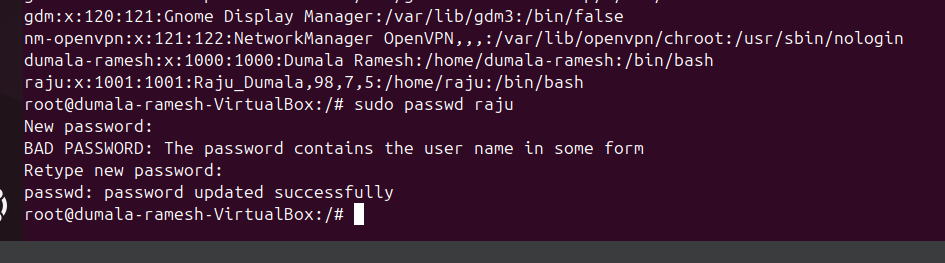 gdm:x:120:121:Gnome Display Manager:/var/lib/gdm3:/bin/false
nm-openvpn:x:121:122:NetworkManager OpenVPN,,,:/var/lib/openvpn/chroot:/usr/sbin/nologin
dumala-ramesh:x:1000:1000:Dumala Ramesh:/home/dumala-ramesh:/bin/bash
raju:x:1001:1001:Raju_Dumala,98,7,5:/home/raju:/bin/bash
root@dumala-ramesh-VirtualBox:/# sudo passwd raju
New password:
BAD PASSWORD: The password contains the user name in some form
Retype new password:
passwd: password updated successfully
root@dumala-ramesh-VirtualBox:/#